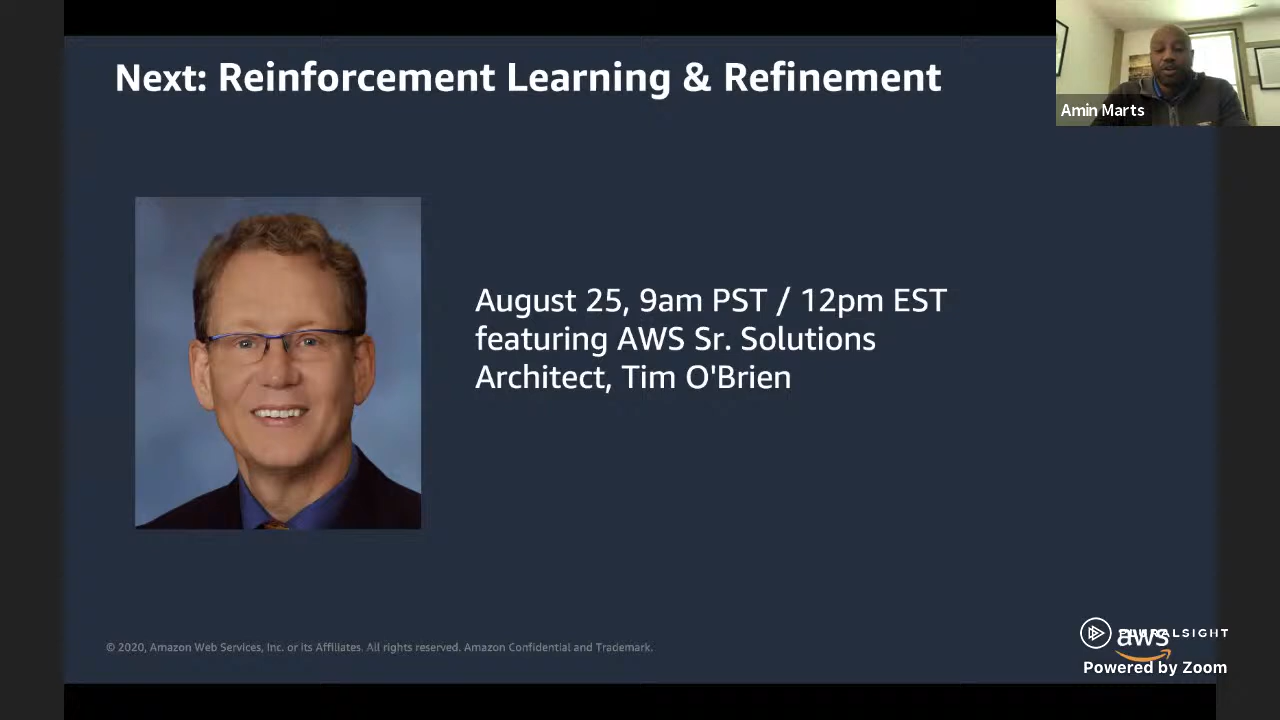 Next: Reinforcement Learning & Refinement
Amin Marts
August 25, 9am PST / 12pm EST
featuring AWS Sr. Solutions
Architect, Tim O'Brien
© 2020, Amazon Web Services, Inc. or its Affiliates. All rights reserved. Amazon Confidential and Trademark.
PLURALSIGHT
aws
Powered by Zoom